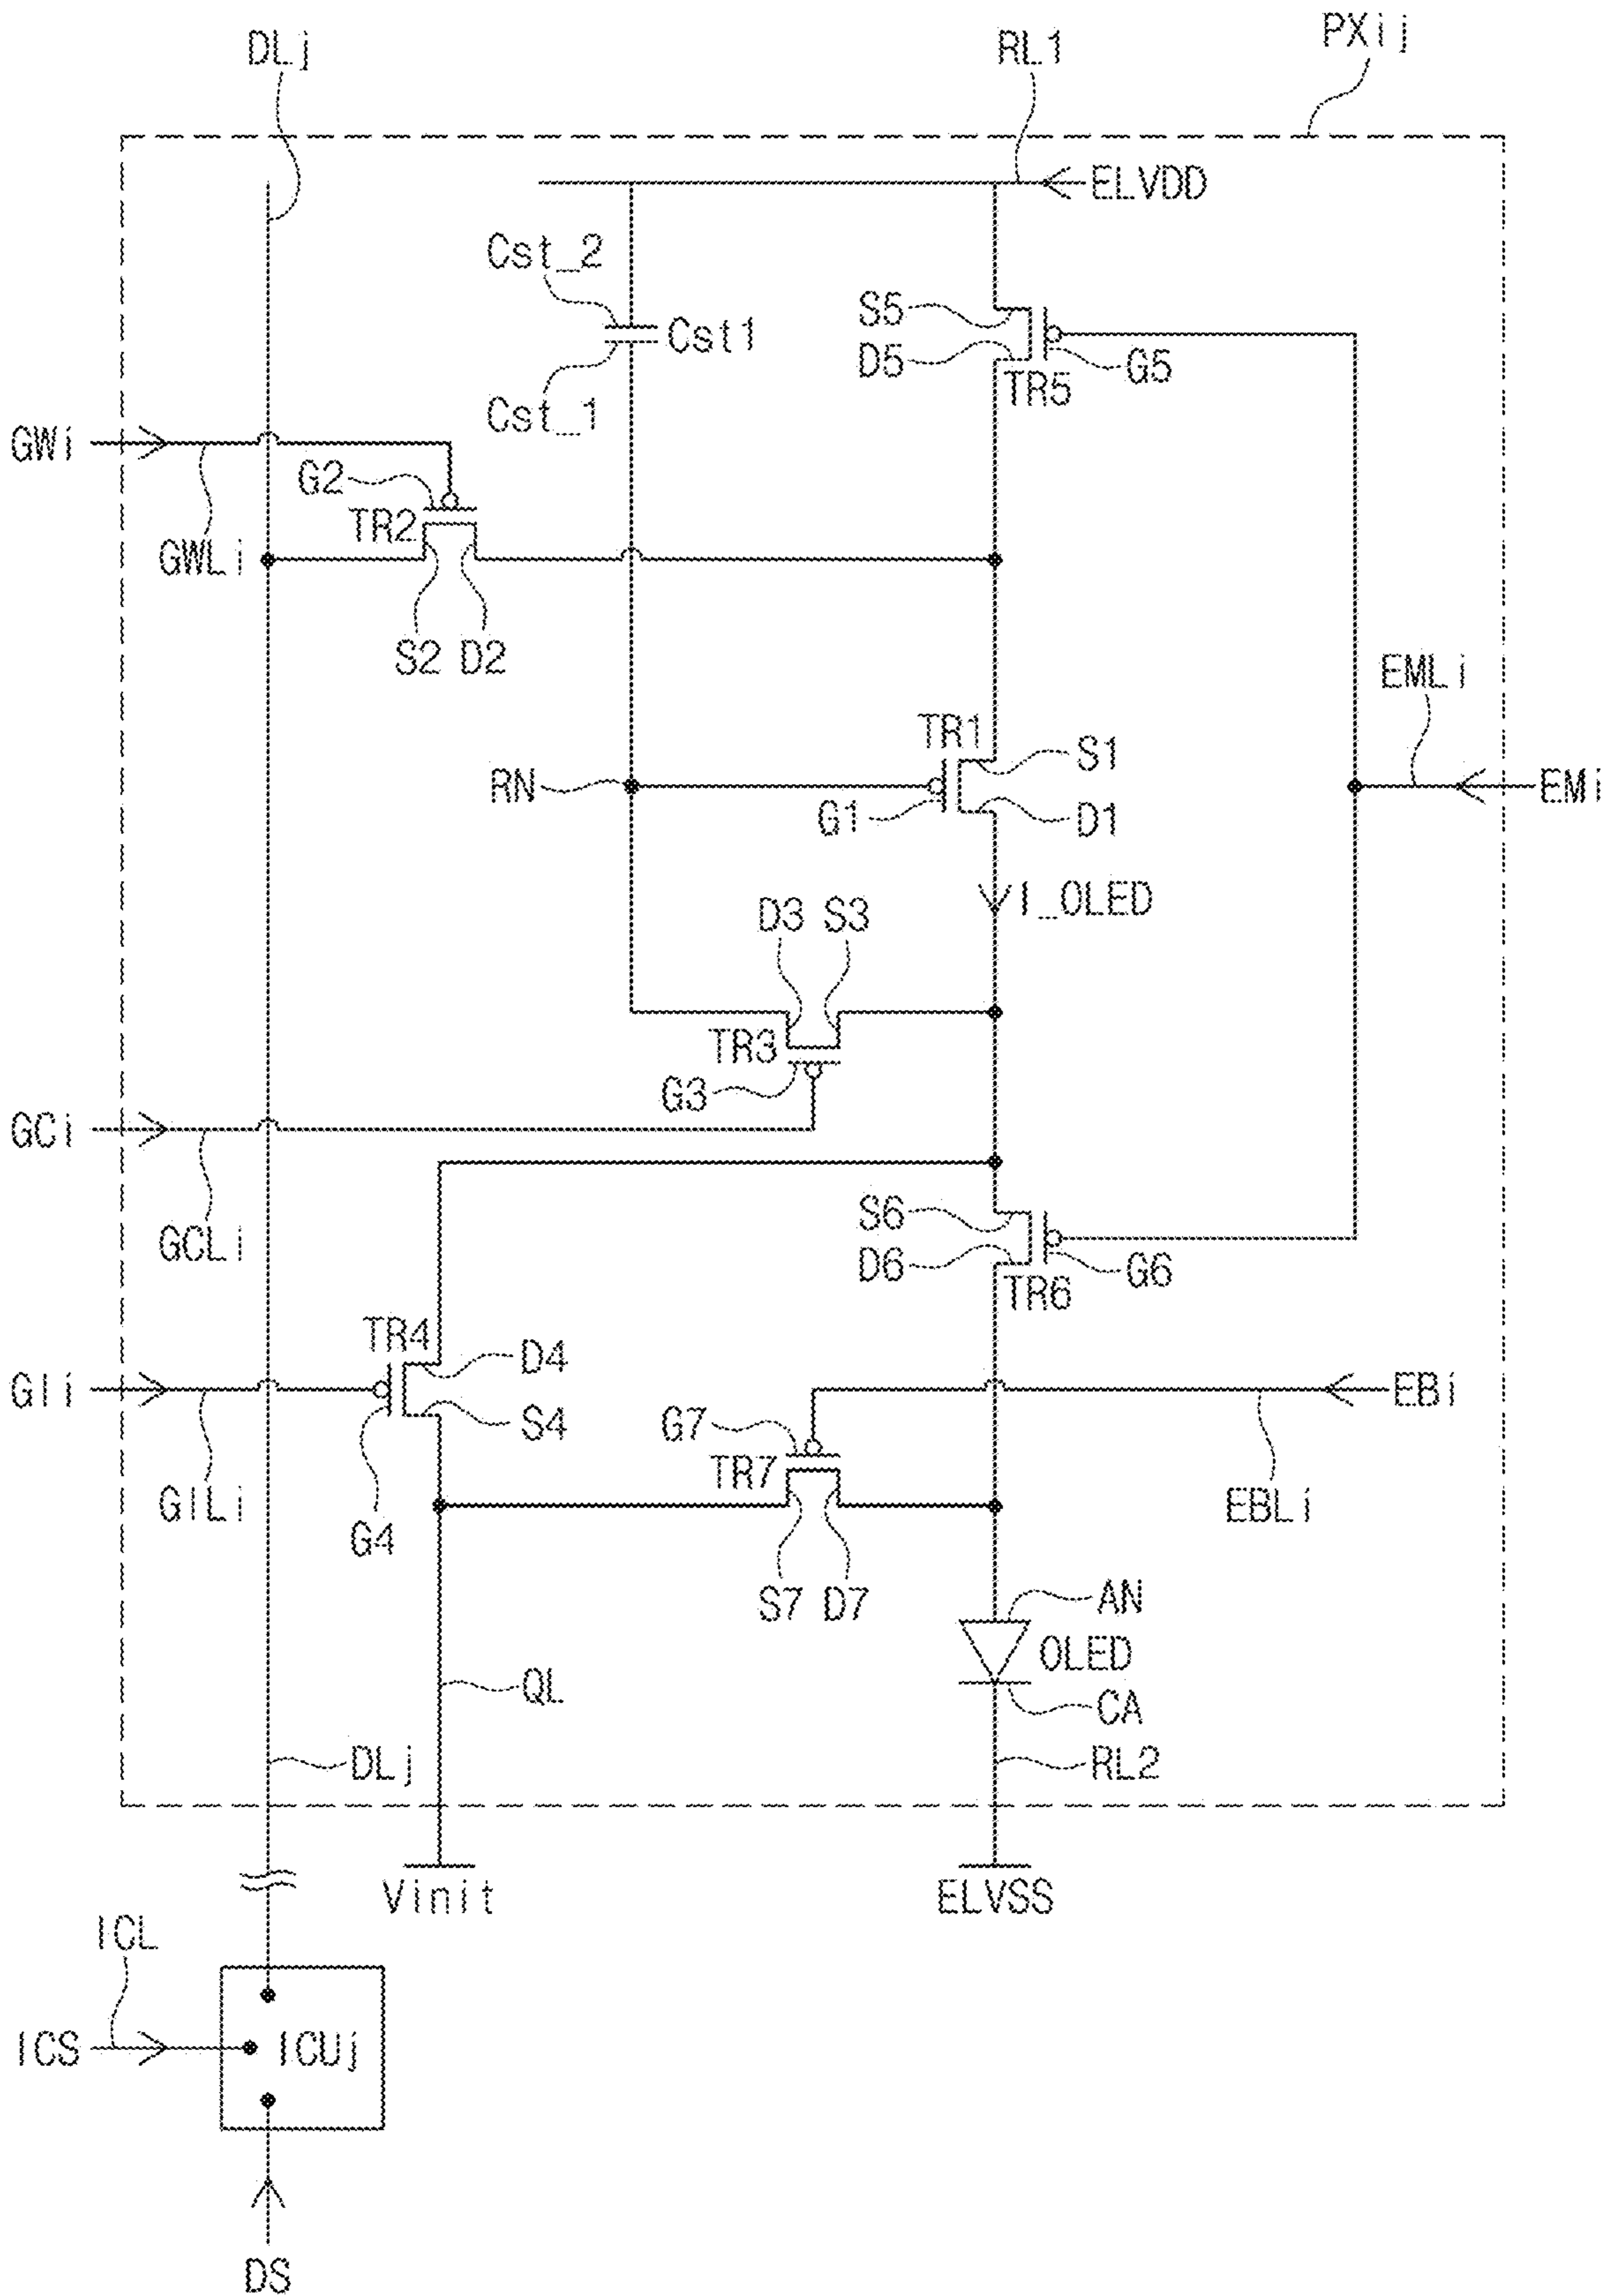 PXij
DLj
RL1
ELVDD
Cst_2
S5
Cst1
D5
G5
TR5
Cst_1
GWi
G2
TR2
GWLi
S2 D2
EMLi
TR1
S1
RN
EMi
G1
D1
I_OLED
D3 S3
TR3
G3
GCi
S6
GCLi
D6
G6
TR6
TR4
D4
GIi
EBi
S4
G7
TR7
GILi
EBLi
G4
S7 D7
AN
OLED
QL
CA
DLj
RL2
Vinit
ELVSS
ICL
ICS
ICUj
DS